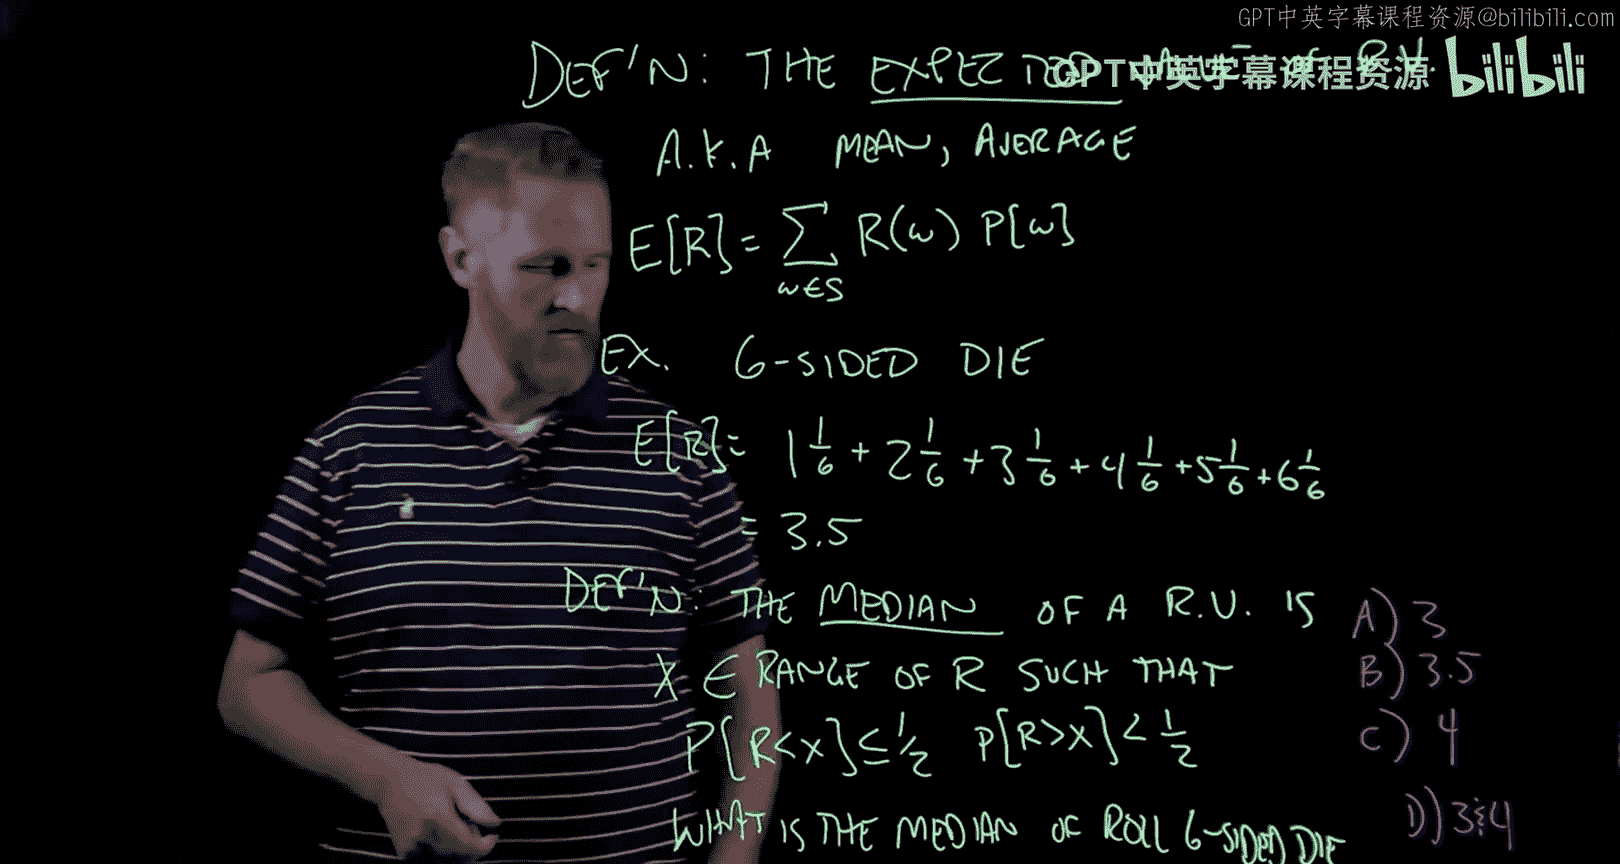 GPT中英字幕课程资源@bilibili.com
DEF'N: THE EXPECTED VALUE OF R.V.
GPT中英字幕课程资源 bilibili
A.K.A MEAN, AVERAGE
E[R] = ∑ R(ω) P[ω]
ω∈S
EX. 6-SIDED DIE
E[R] = 1 1/6 + 2 1/6 + 3 1/6 + 4 1/6 + 5 1/6 + 6 1/6
= 3.5
DEF'N: THE MEDIAN OF A R.V. IS
X ∈ RANGE OF R SUCH THAT
P[R<X] ≤ 1/2 P[R>X] < 1/2
WHAT IS THE MEDIAN OF ROLL 6-SIDED DIE
A) 3
B) 3.5
C) 4
D) 3&4